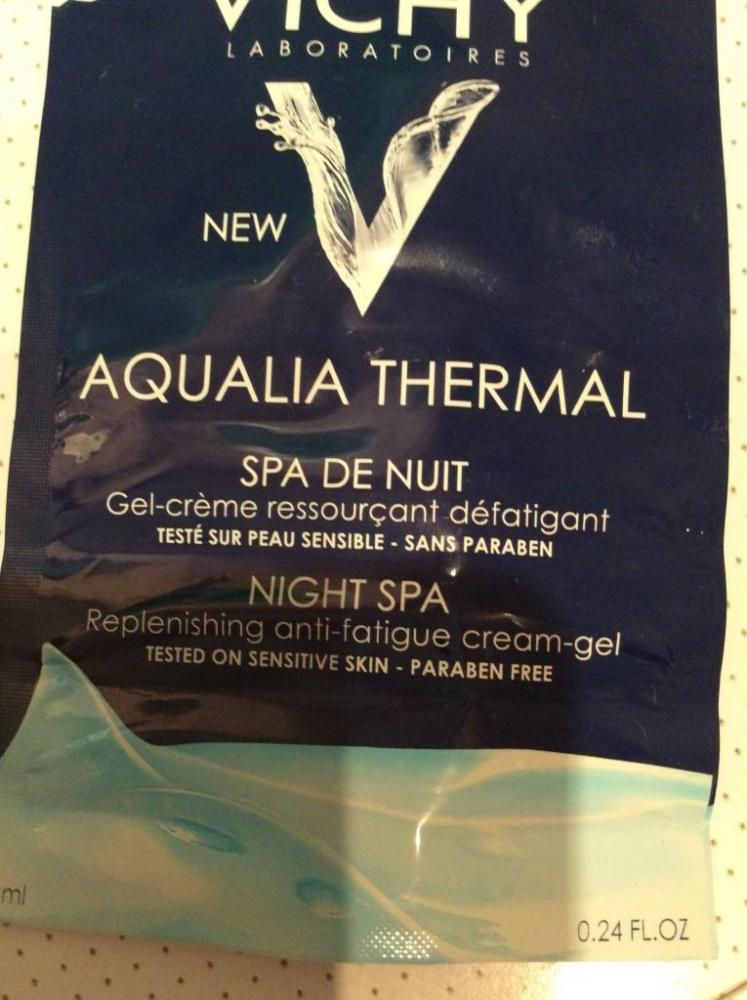 VICHY
LABORATOIRES
NEW
AQUALIA THERMAL
SPA DE NUIT
Gel-crème ressourçant défatigant
TESTÉ SUR PEAU SENSIBLE - SANS PARABEN
NIGHT SPA
Replenishing anti-fatigue cream-gel
TESTED ON SENSITIVE SKIN - PARABEN FREE
ml
0.24 FL.OZ